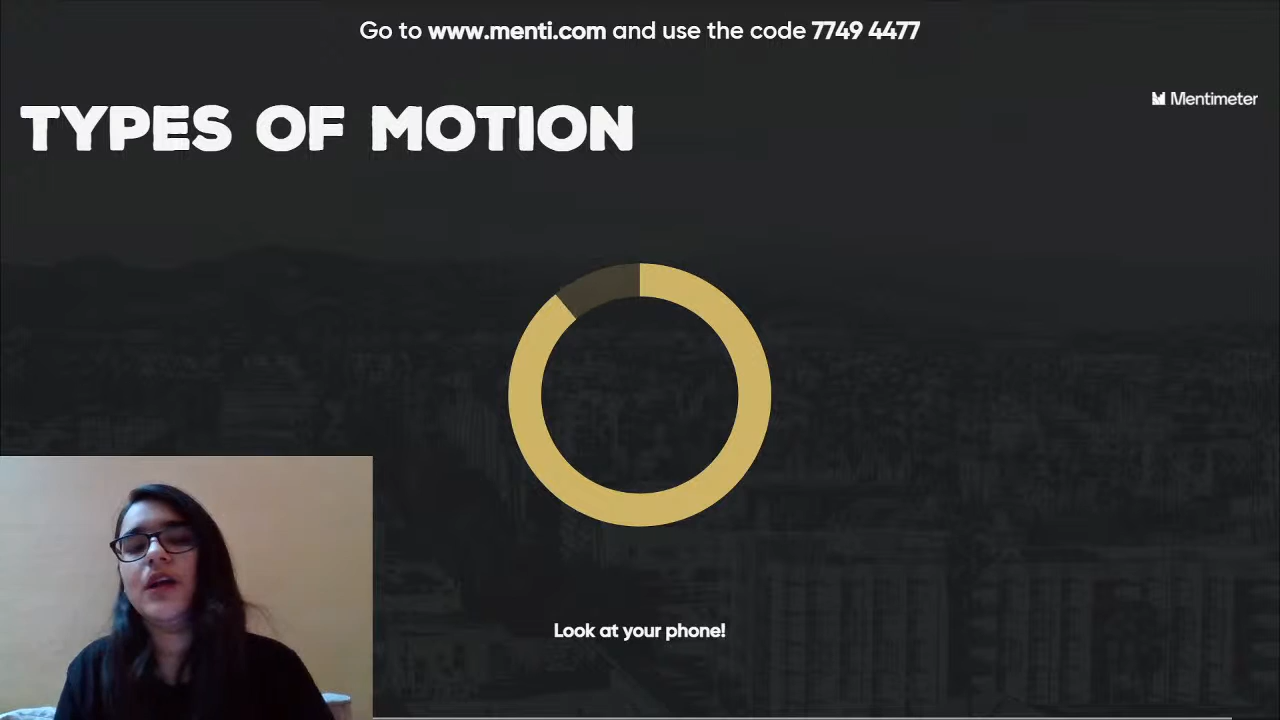 Go to www.menti.com and use the code 7749 4477
Mentimeter
TYPES OF MOTION
Look at your phone!